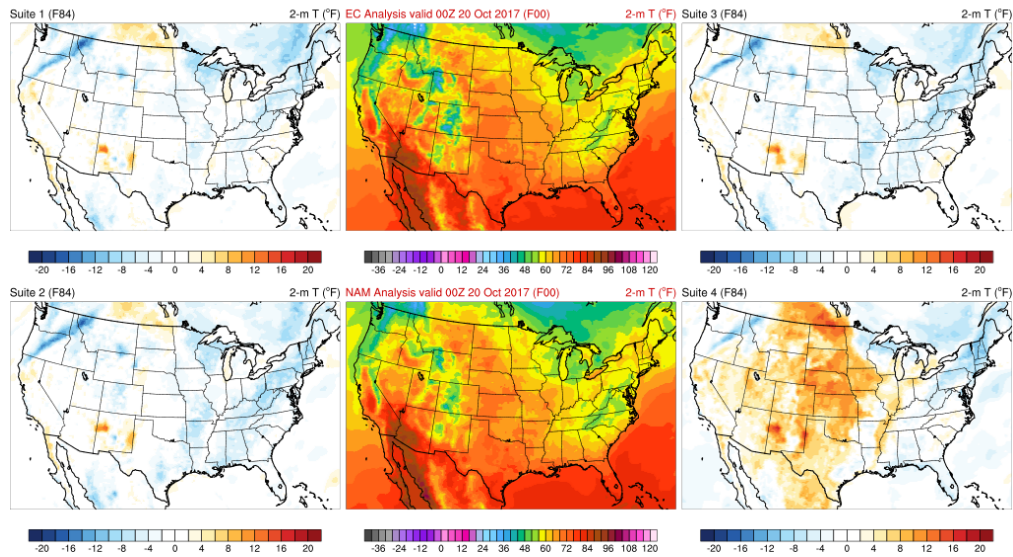 Suite 1 (F84) 2-m T (°F)
EC Analysis valid 00Z 20 Oct 2017 (F00) 2-m T (°F)
Suite 3 (F84) 2-m T (°F)
-20 -16 -12 -8 -4 0 4 8 12 16 20
-36 -24 -12 0 12 24 36 48 60 72 84 96 108 120
-20 -16 -12 -8 -4 0 4 8 12 16 20
Suite 2 (F84) 2-m T (°F)
NAM Analysis valid 00Z 20 Oct 2017 (F00) 2-m T (°F)
Suite 4 (F84) 2-m T (°F)
-20 -16 -12 -8 -4 0 4 8 12 16 20
-36 -24 -12 0 12 24 36 48 60 72 84 96 108 120
-20 -16 -12 -8 -4 0 4 8 12 16 20